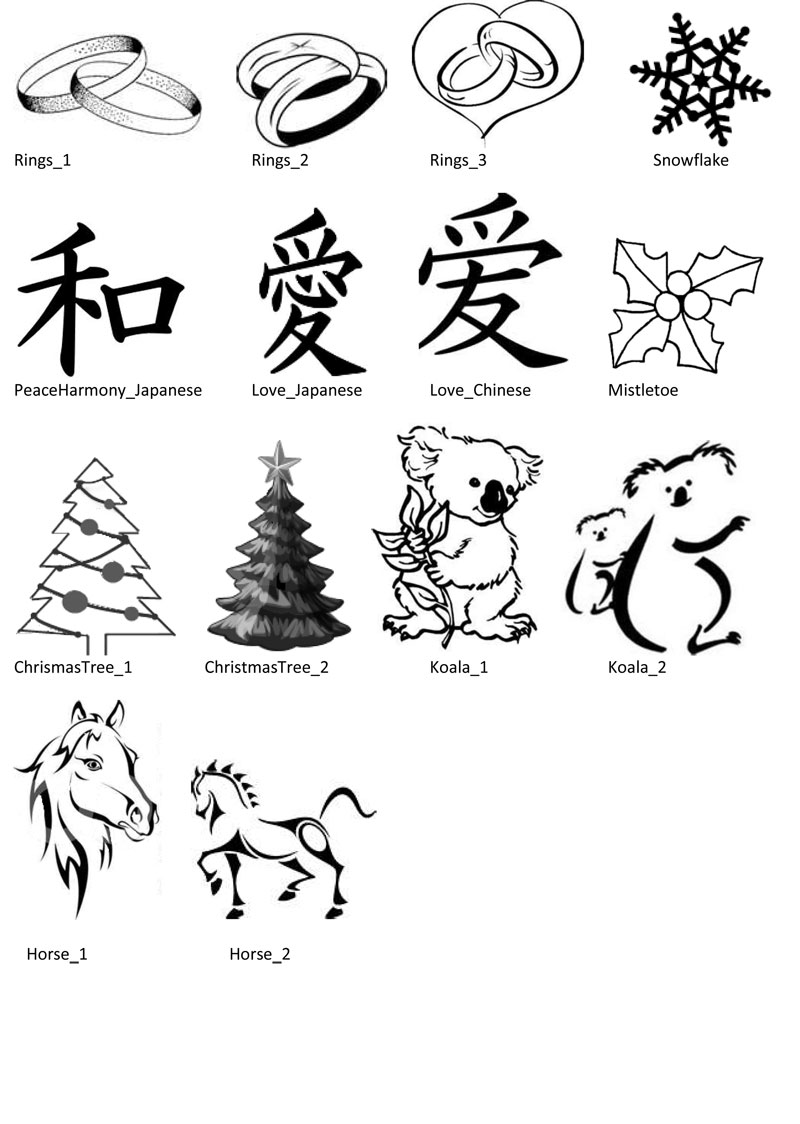 Rings_1 Rings_2 Rings_3 Snowflake
和 愛 爱
PeaceHarmony_Japanese Love_Japanese Love_Chinese Mistletoe
ChrismasTree_1 ChristmasTree_2 Koala_1 Koala_2
Horse_1 Horse_2